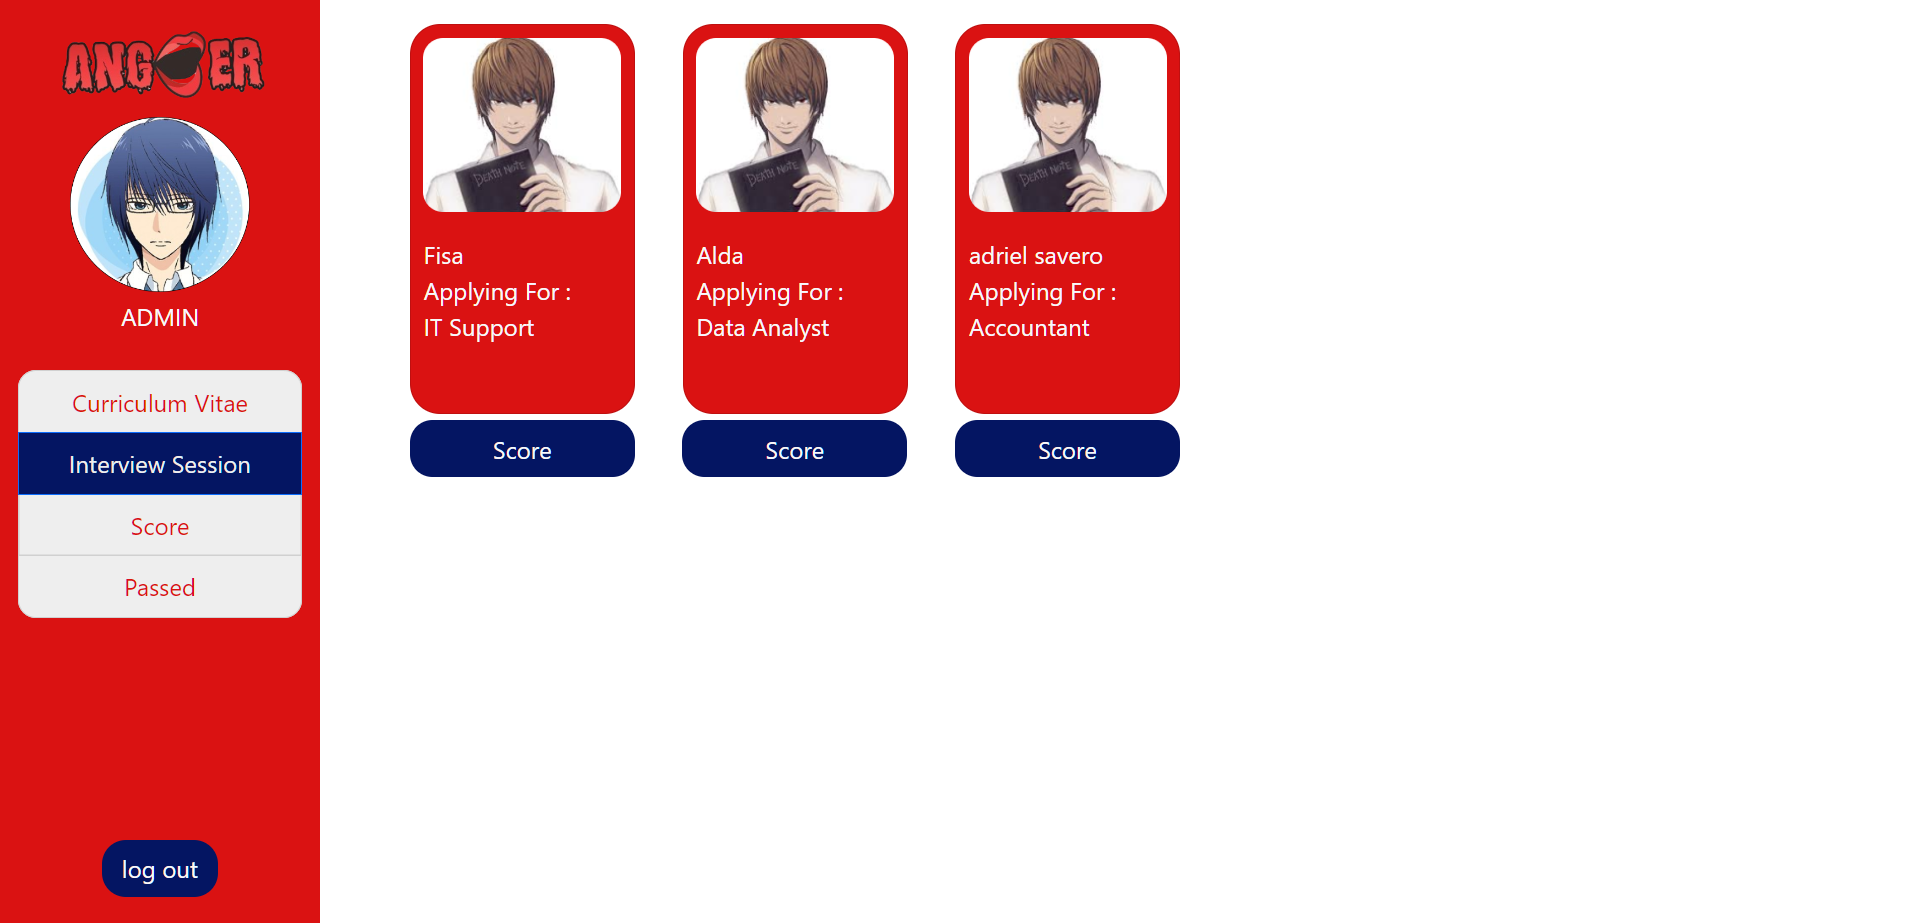 ANGER
ADMIN
Curriculum Vitae
Interview Session
Score
Passed
log out
DEATH NOTE
Fisa
Applying For :
IT Support
Score
DEATH NOTE
Alda
Applying For :
Data Analyst
Score
DEATH NOTE
adriel savero
Applying For :
Accountant
Score